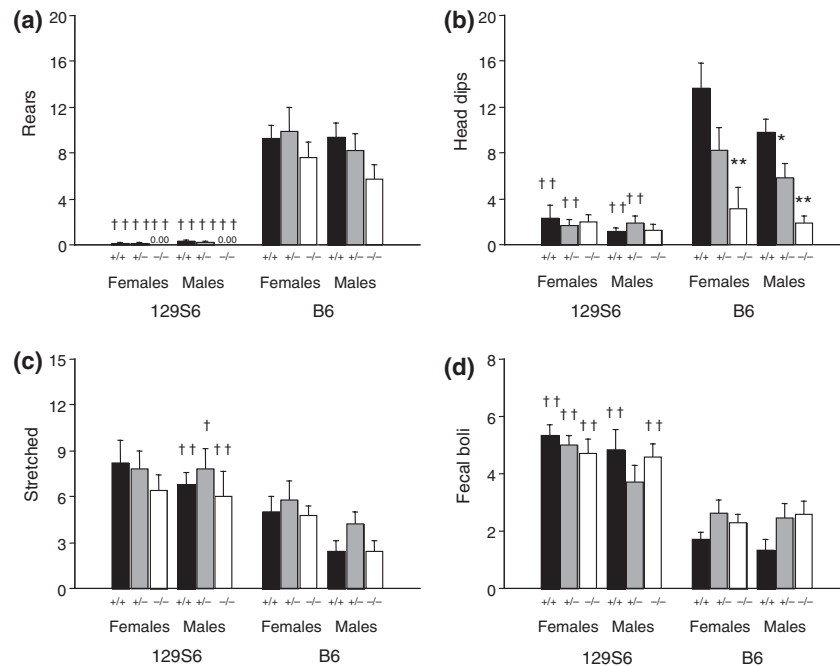 (a)
20
16
12
8
4
0
Rears
†† †† †† †† †† ††
0.00 0.00
+/+ +/− −/− +/+ +/− −/− +/+ +/− −/− +/+ +/− −/−
Females Males Females Males
129S6 B6
(b)
20
16
12
8
4
0
Head dips
†† †† †† †† ** * **
+/+ +/− −/− +/+ +/− −/− +/+ +/− −/− +/+ +/− −/−
Females Males Females Males
129S6 B6
(c)
15
12
9
6
3
0
Stretched
†† † ††
+/+ +/− −/− +/+ +/− −/− +/+ +/− −/− +/+ +/− −/−
Females Males Females Males
129S6 B6
(d)
8
6
4
2
0
Fecal boli
†† †† †† †† ††
+/+ +/− −/− +/+ +/− −/− +/+ +/− −/− +/+ +/− −/−
Females Males Females Males
129S6 B6